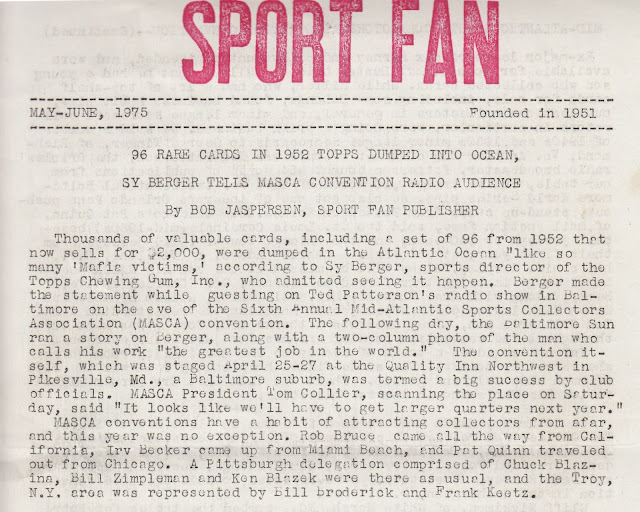 SPORT FAN
MAY-JUNE, 1975 Founded in 1951
96 RARE CARDS IN 1952 TOPPS DUMPED INTO OCEAN,
SY BERGER TELLS MASCA CONVENTION RADIO AUDIENCE
By BOB JASPERSEN, SPORT FAN PUBLISHER
Thousands of valuable cards, including a set of 96 from 1952 that
now sells for $2,000, were dumped in the Atlantic Ocean "like so
many 'Mafia victims,' according to Sy Berger, sports director of the
Topps Chewing Gum, Inc., who admitted seeing it happen. Berger made
the statement while guesting on Ted Patterson's radio show in Bal-
timore on the eve of the Sixth Annual Mid-Atlantic Sports Collectors
Association (MASCA) convention. The following day, the Baltimore Sun
ran a story on Berger, along with a two-column photo of the man who
calls his work "the greatest job in the world." The convention it-
self, which was staged April 25-27 at the Quality Inn Northwest in
Pikesville, Md., a Baltimore suburb, was termed a big success by club
officials. MASCA President Tom Collier, scanning the place on Satur-
day, said "It looks like we'll have to get larger quarters next year."
MASCA conventions have a habit of attracting collectors from afar,
and this year was no exception. Rob Bruce came all the way from Cal-
ifornia, Irv Becker came up from Miami Beach, and Pat Quinn traveled
out from Chicago. A Pittsburgh delegation comprised of Chuck Blaz-
ina, Bill Zimpleman and Ken Blazek were there as usual, and the Troy,
N.Y. area was represented by Bill broderick and Frank Keetz.